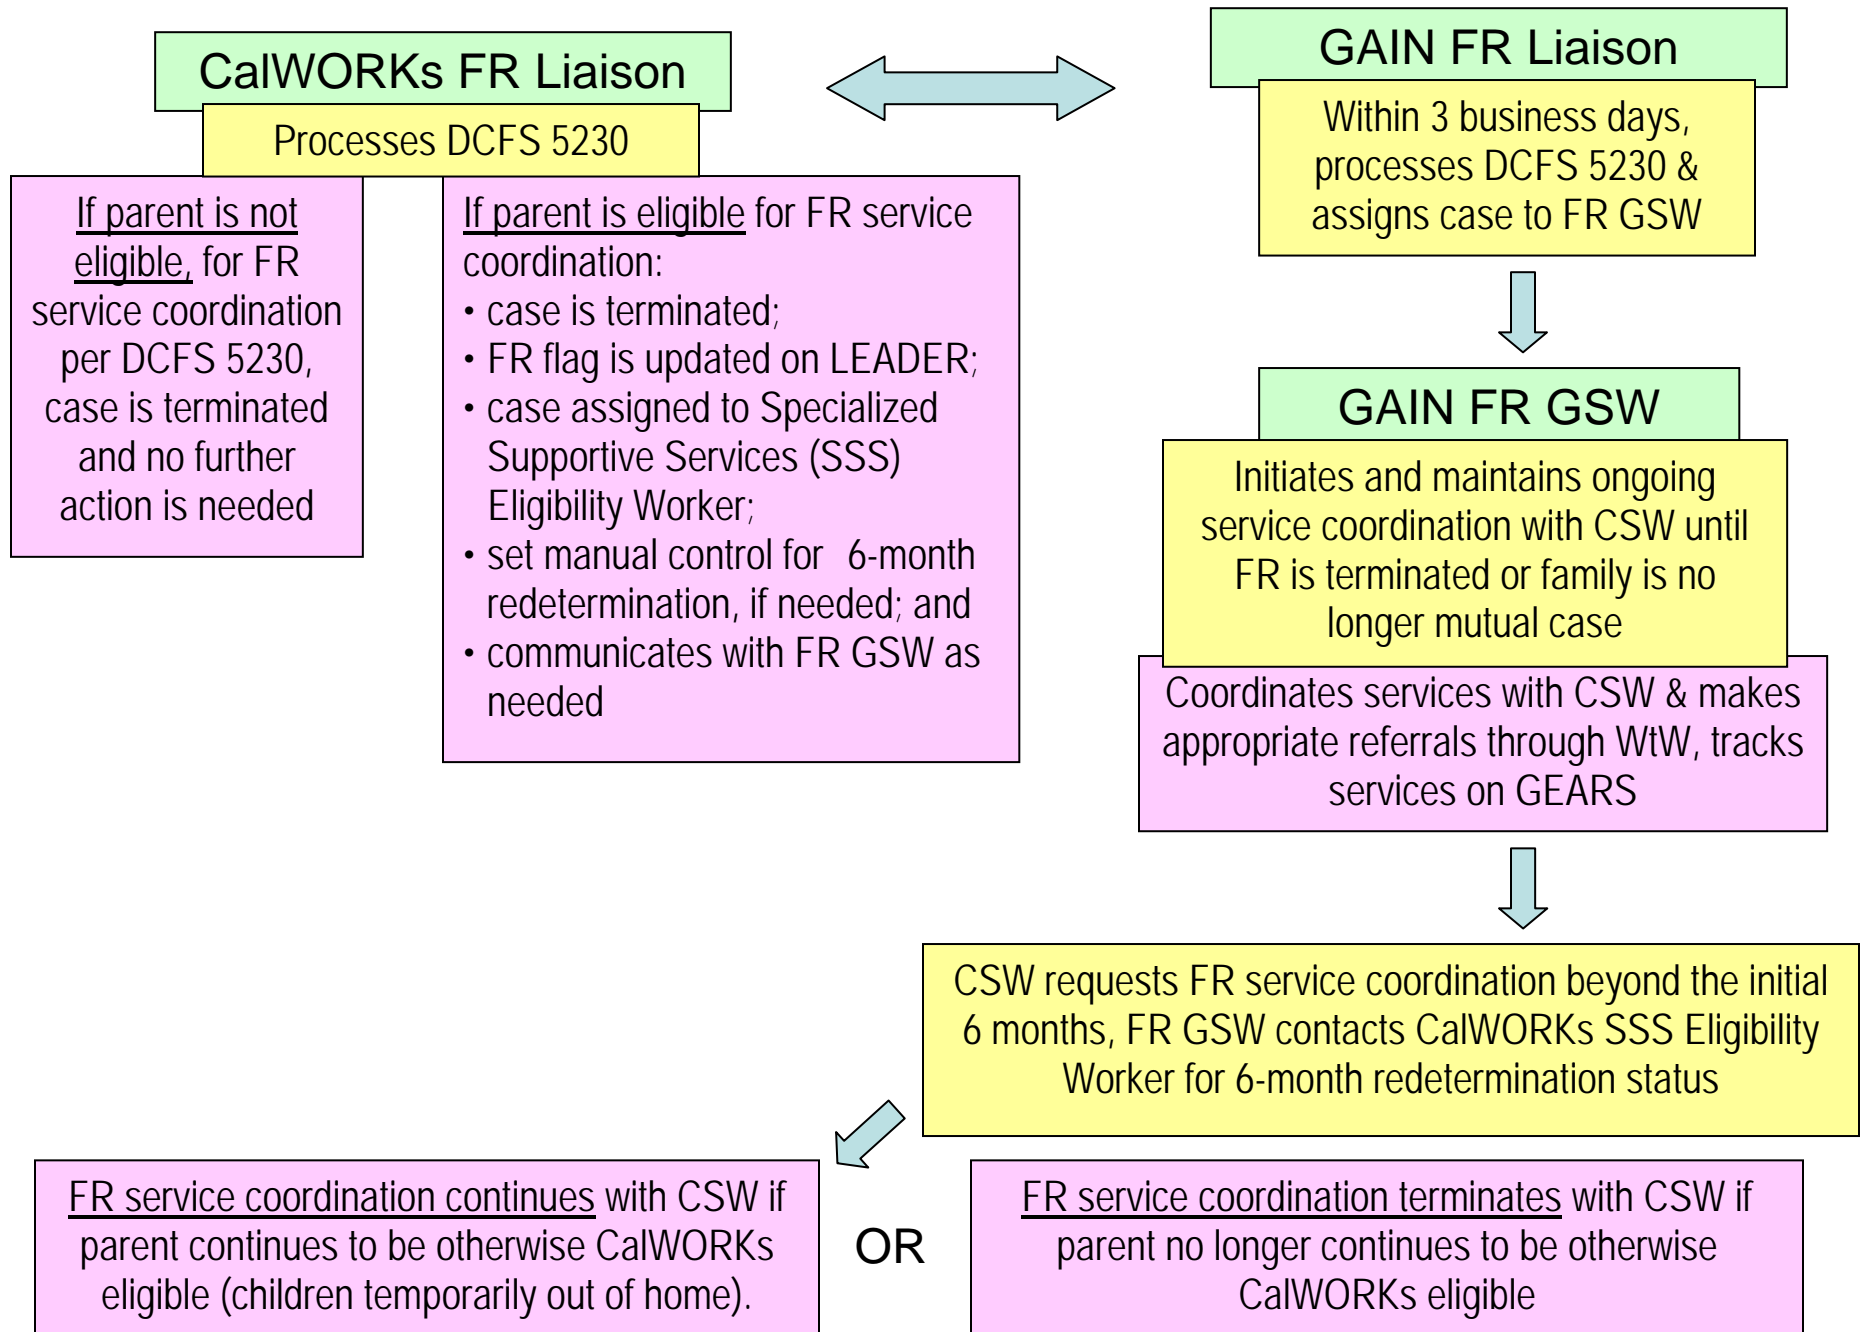 CalWORKs FR Liaison
Processes DCFS 5230
If parent is not
eligible, for FR
service coordination
per DCFS 5230,
case is terminated
and no further
action is needed
If parent is eligible for FR service
coordination:
• case is terminated;
• FR flag is updated on LEADER;
• case assigned to Specialized
Supportive Services (SSS)
Eligibility Worker;
• set manual control for 6-month
redetermination, if needed; and
• communicates with FR GSW as
needed
GAIN FR Liaison
Within 3 business days,
processes DCFS 5230 &
assigns case to FR GSW
GAIN FR GSW
Initiates and maintains ongoing
service coordination with CSW until
FR is terminated or family is no
longer mutual case
Coordinates services with CSW & makes
appropriate referrals through WtW, tracks
services on GEARS
CSW requests FR service coordination beyond the initial
6 months, FR GSW contacts CalWORKs SSS Eligibility
Worker for 6-month redetermination status
FR service coordination continues with CSW if
parent continues to be otherwise CalWORKs
eligible (children temporarily out of home).
OR
FR service coordination terminates with CSW if
parent no longer continues to be otherwise
CalWORKs eligible